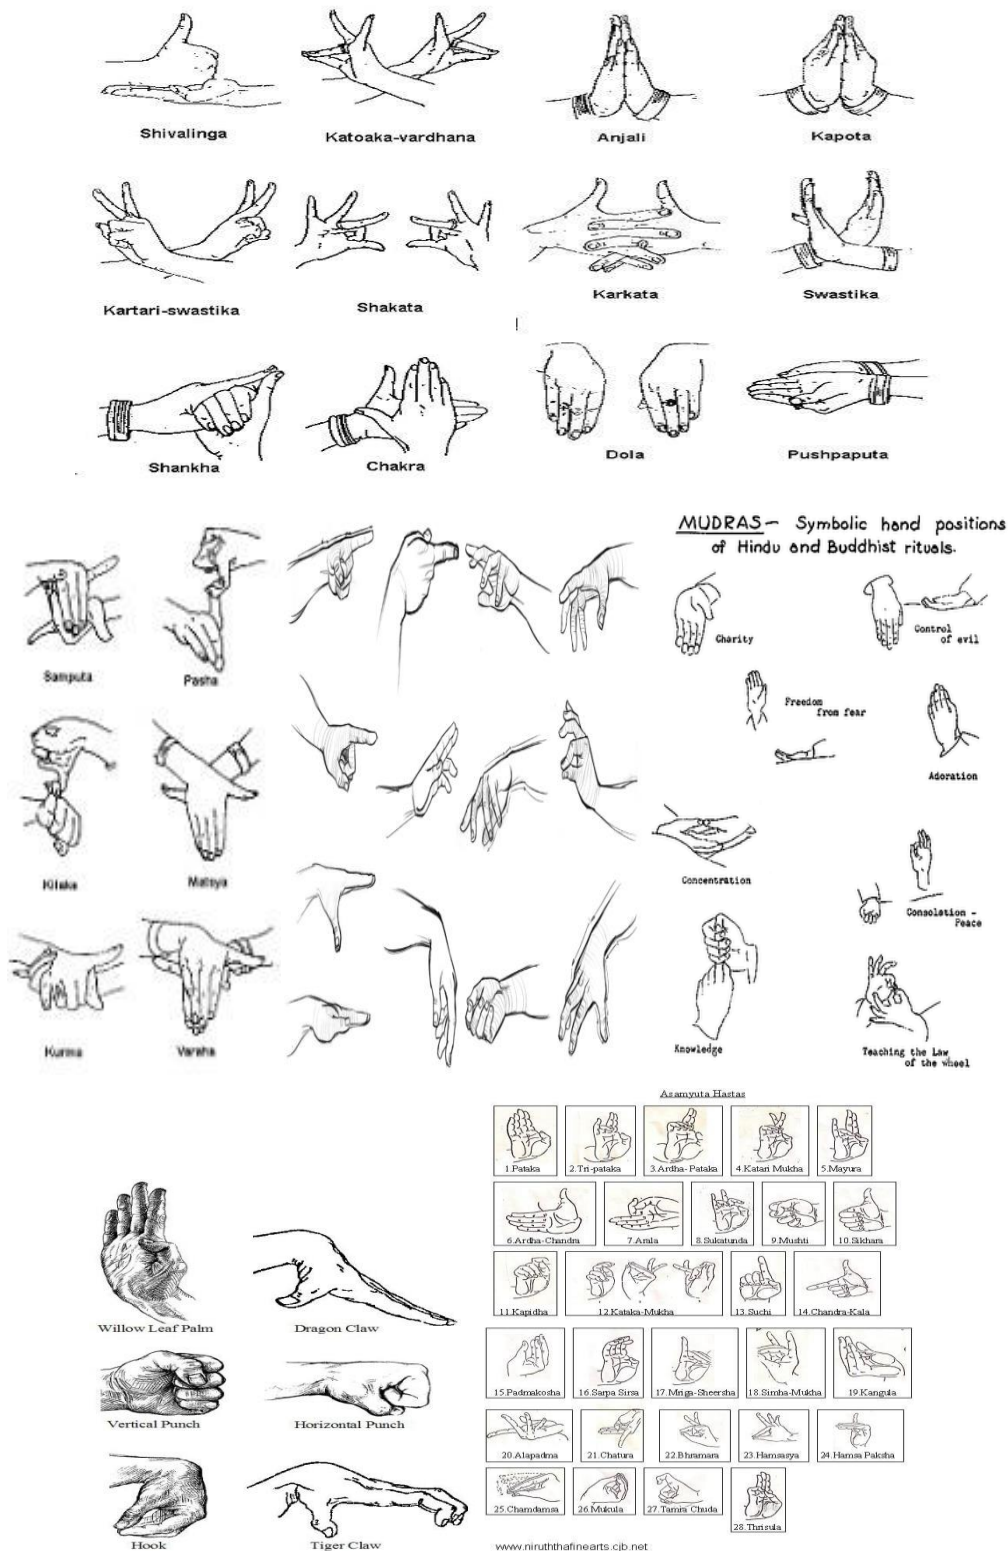 Shivalinga
Katoaka-vardhana
Anjali
Kapota
Kartari-swastika
Shakata
Karkata
Swastika
Shankha
Chakra
Dola
Pushpaputa
MUDRAS – Symbolic hand positions
of Hindu and Buddhist rituals.
Samputa
Pasha
Charity
Control
of evil
Freedom
from fear
Adoration
Kilaka
Matsya
Concentration
Consolation -
Peace
Kurma
Varaha
Knowledge
Teaching the Law
of the wheel
Asamyuta Hastas
1.Pataka
2.Tri-pataka
3.Ardha- Pataka
4.Katari Mukha
5.Mayura
6.Ardha-Chandra
7.Arala
8.Sukatunda
9.Mushti
10.Sikhara
11.Kapidha
12.Kataka-Mukha
13.Suchi
14.Chandra-Kala
15.Padmakosha
16.Sarpa Sirsa
17.Mriga-Sheersha
18.Simha-Mukha
19.Kangula
20.Alapadma
21.Chatura
22.Bhramara
23.Hamsasya
24.Hamsa Paksha
25.Chamdamsa
26.Mukula
27.Tamra Chuda
28.Thrisula
Willow Leaf Palm
Dragon Claw
Vertical Punch
Horizontal Punch
Hook
Tiger Claw
www.niruththafinearts.cjb.net